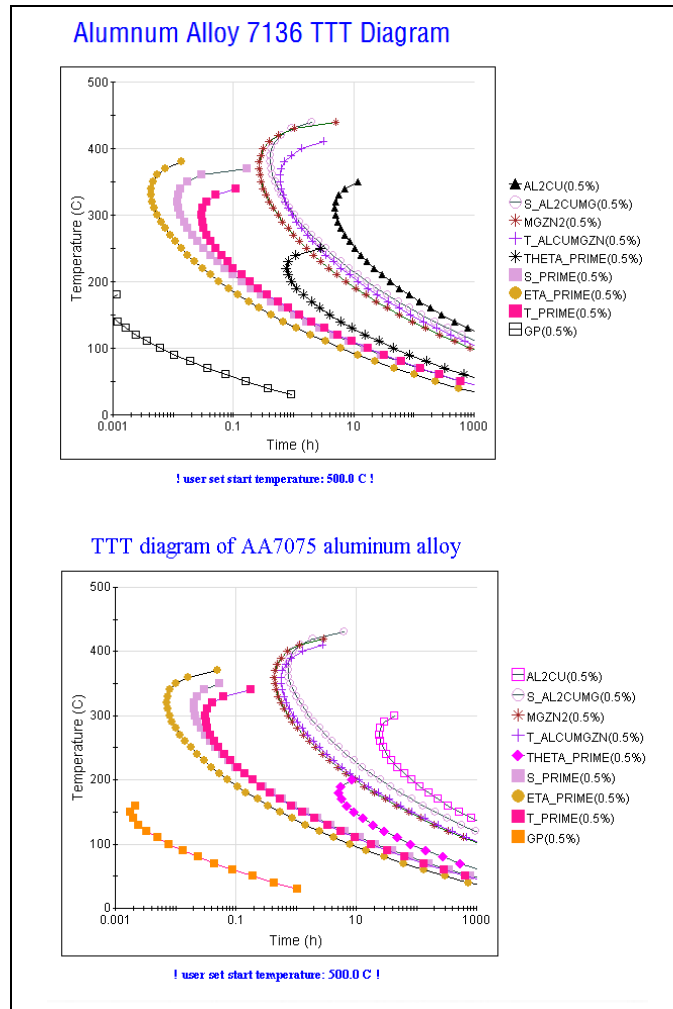 Alumnum Alloy 7136 TTT Diagram
500
400
300
200
100
0
Temperature (C)
0.001
0.1
10
1000
Time (h)
AL2CU(0.5%)
S_AL2CUMG(0.5%)
MGZN2(0.5%)
T_ALCUMGZN(0.5%)
THETA_PRIME(0.5%)
S_PRIME(0.5%)
ETA_PRIME(0.5%)
T_PRIME(0.5%)
GP(0.5%)
! user set start temperature: 500.0 C !
TTT diagram of AA7075 aluminum alloy
500
400
300
200
100
0
Temperature (C)
0.001
0.1
10
1000
Time (h)
AL2CU(0.5%)
S_AL2CUMG(0.5%)
MGZN2(0.5%)
T_ALCUMGZN(0.5%)
THETA_PRIME(0.5%)
S_PRIME(0.5%)
ETA_PRIME(0.5%)
T_PRIME(0.5%)
GP(0.5%)
! user set start temperature: 500.0 C !